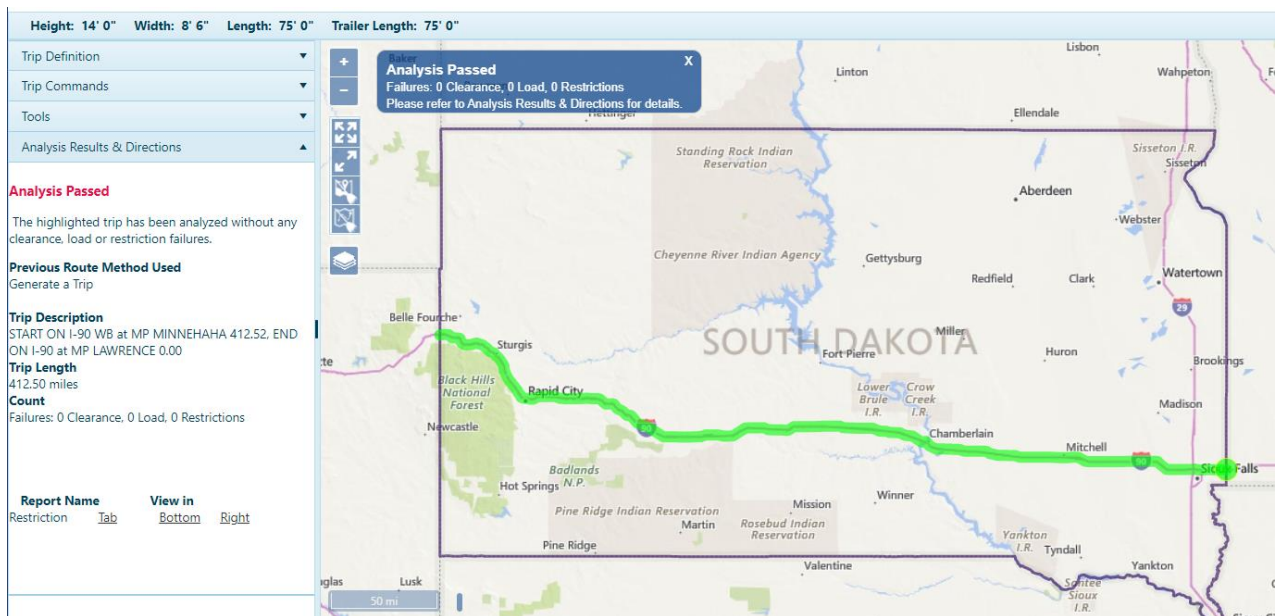 Height: 14' 0" Width: 8' 6" Length: 75' 0" Trailer Length: 75' 0"
Trip Definition
Trip Commands
Tools
Analysis Results & Directions
Analysis Passed
The highlighted trip has been analyzed without any
clearance, load or restriction failures.
Previous Route Method Used
Generate a Trip
Trip Description
START ON I-90 WB at MP MINNEHAHA 412.52, END
ON I-90 at MP LAWRENCE 0.00
Trip Length
412.50 miles
Count
Failures: 0 Clearance, 0 Load, 0 Restrictions
Report Name View in
Restriction Tab Bottom Right
+
−
Baker
Analysis Passed
X
Failures: 0 Clearance, 0 Load, 0 Restrictions
Please refer to Analysis Results & Directions for details.
Hettinger
Linton
Lisbon
Wahpeton
Ellendale
Standing Rock Indian
Reservation
Sisseton I.R.
Sisseton
Aberdeen
Webster
Cheyenne River Indian Agency
Gettysburg
Redfield
Clark
Watertown
29
Belle Fourche
Sturgis
SOUTH DAKOTA
Miller
Fort Pierre
Huron
Brookings
Black Hills
National
Forest
Rapid City
Lower
Brule
I.R.
Crow
Creek
I.R.
Madison
Newcastle
90
Chamberlain
Mitchell
90
Sioux Falls
Badlands
N.P.
Hot Springs
Pine Ridge Indian Reservation
Martin
Mission
Rosebud Indian
Reservation
Winner
Pine Ridge
Yankton
I.R.
Tyndall
Yankton
Valentine
Lusk
Santee
Sioux
I.R.
50 mi